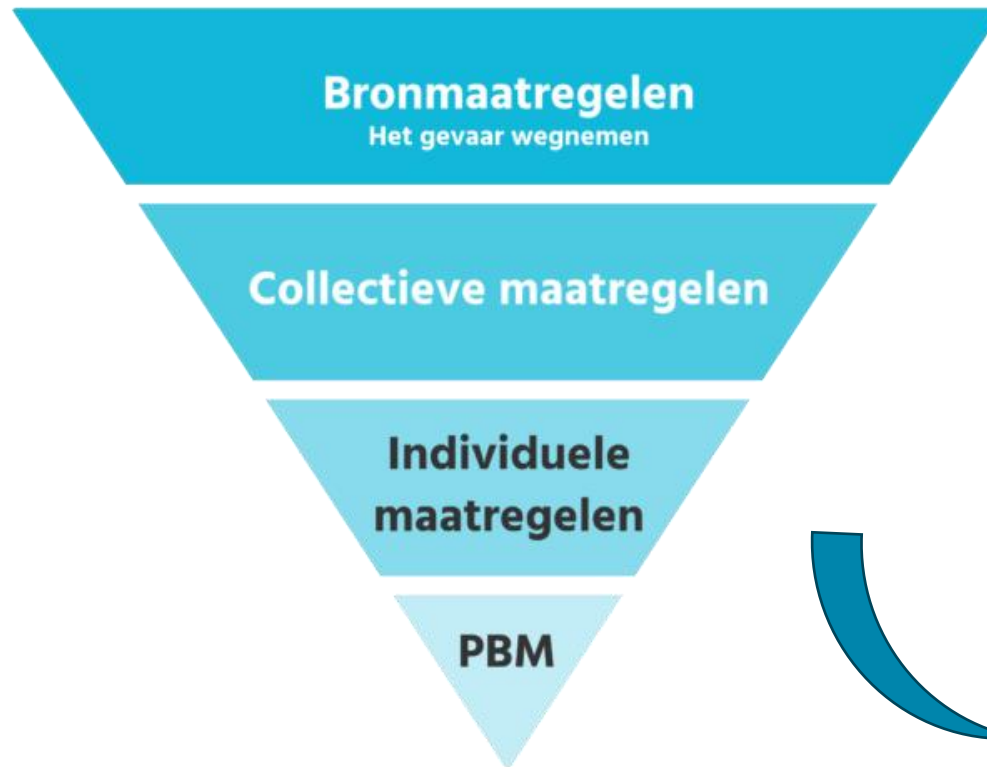 Bronmaatregelen
Het gevaar wegnemen
Collectieve maatregelen
Individuele
maatregelen
PBM